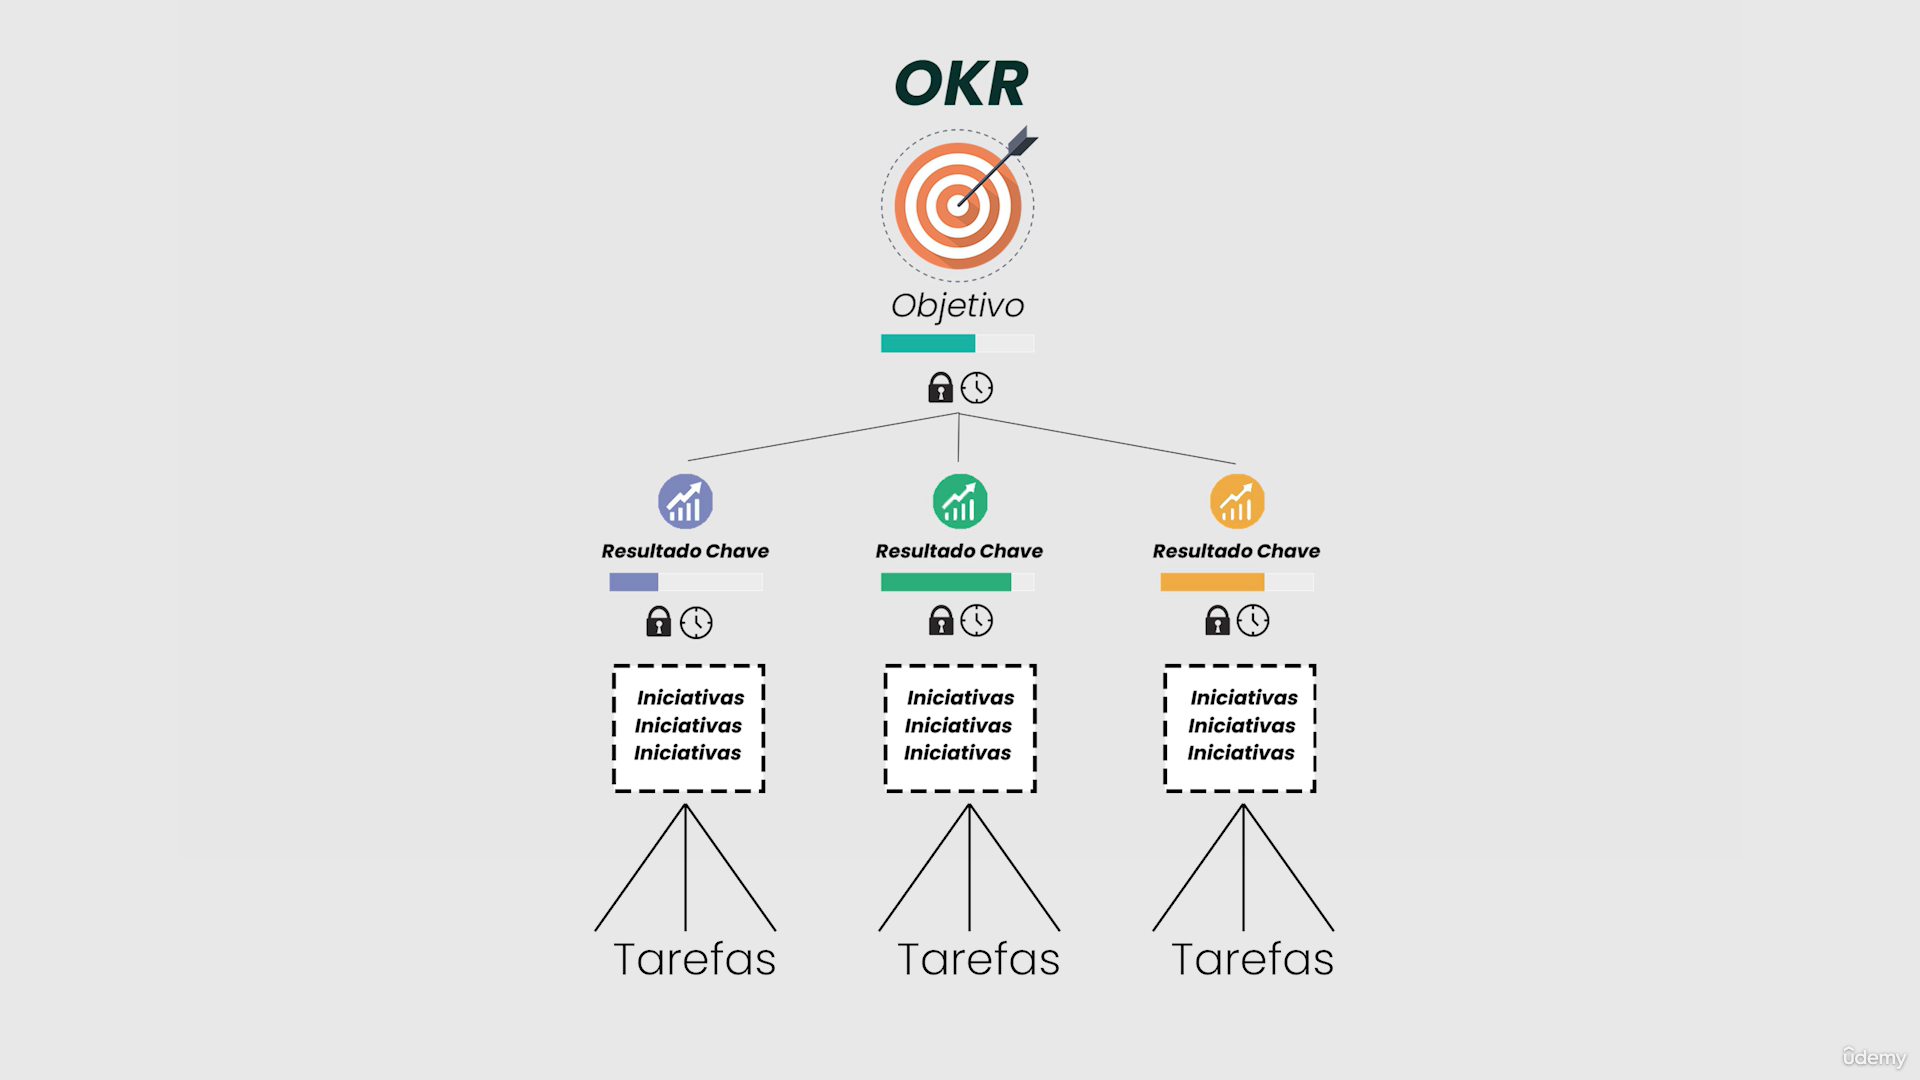 OKR
Objetivo
Resultado Chave
Resultado Chave
Resultado Chave
Iniciativas
Iniciativas
Iniciativas
Iniciativas
Iniciativas
Iniciativas
Iniciativas
Iniciativas
Iniciativas
Tarefas
Tarefas
Tarefas
ûdemy